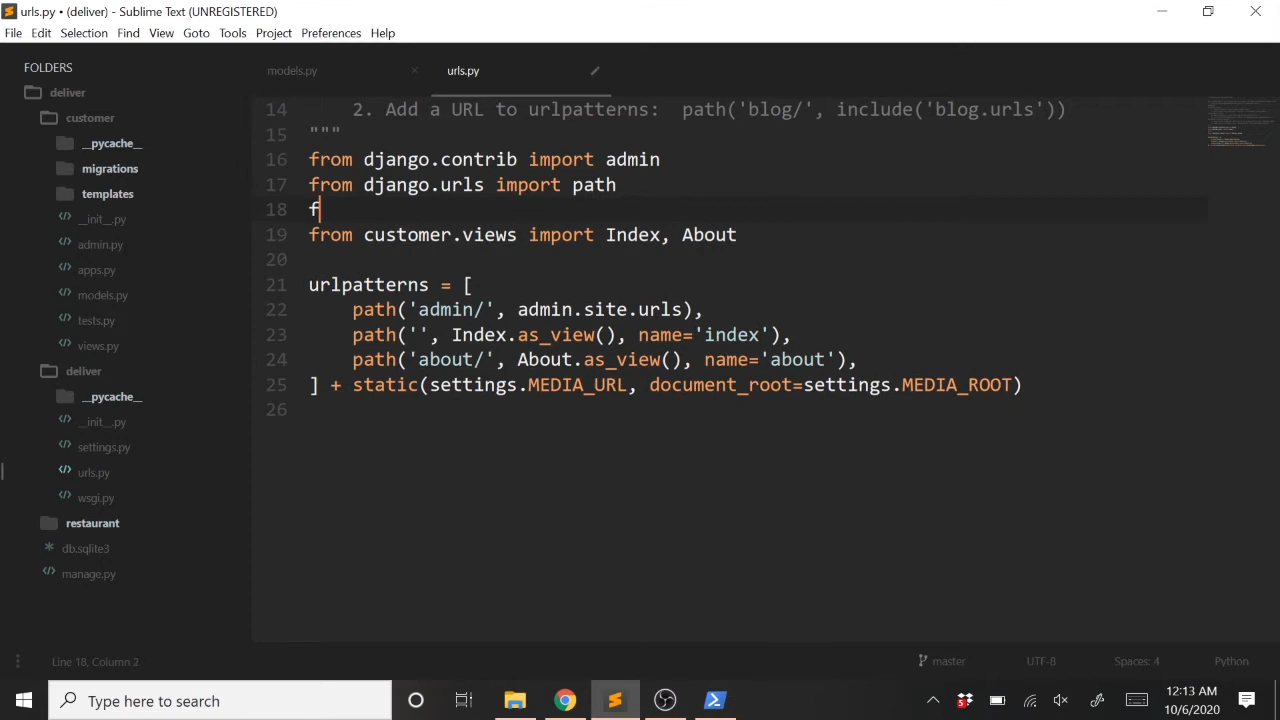 urls.py • (deliver) - Sublime Text (UNREGISTERED)
File Edit Selection Find View Goto Tools Project Preferences Help
FOLDERS
deliver
customer
__pycache__
migrations
templates
__init__.py
admin.py
apps.py
models.py
tests.py
views.py
deliver
__pycache__
__init__.py
settings.py
urls.py
wsgi.py
restaurant
db.sqlite3
manage.py
models.py
urls.py
14 2. Add a URL to urlpatterns: path('blog/', include('blog.urls'))
15 """
16 from django.contrib import admin
17 from django.urls import path
18 f
19 from customer.views import Index, About
20
21 urlpatterns = [
22 path('admin/', admin.site.urls),
23 path('', Index.as_view(), name='index'),
24 path('about/', About.as_view(), name='about'),
25 ] + static(settings.MEDIA_URL, document_root=settings.MEDIA_ROOT)
26
Line 18, Column 2
master UTF-8 Spaces: 4 Python
Type here to search
12:13 AM
10/6/2020